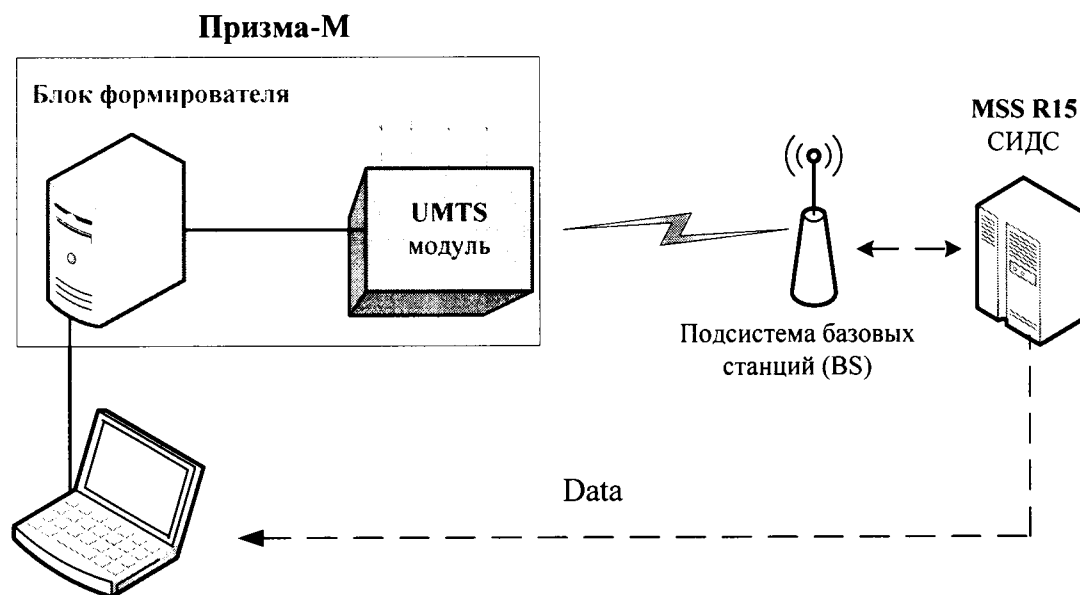 Призма-М
Блок формирователя
UMTS
модуль
MSS R15
СИДС
Подсистема базовых
станций (BS)
Data